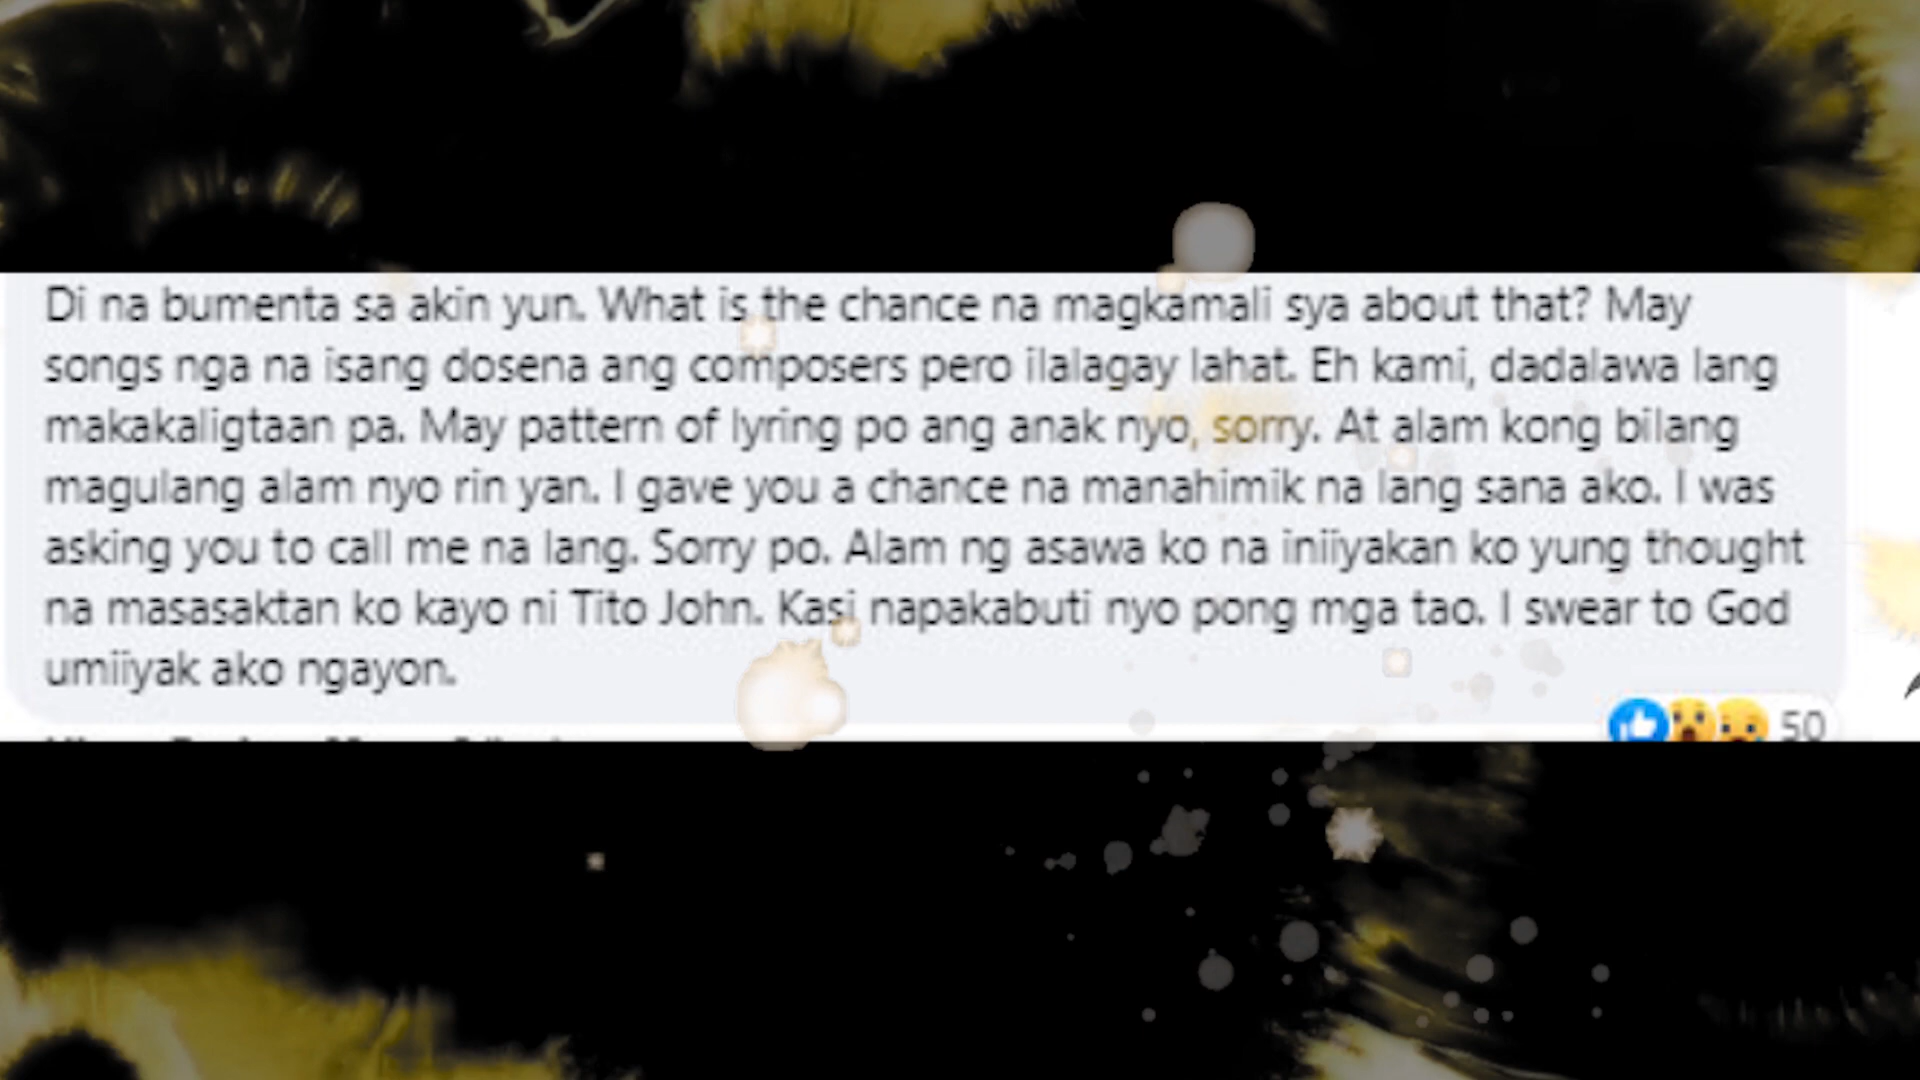 Di na bumenta sa akin yun. What is the chance na magkamali sya about that? May
songs nga na isang dosena ang composers pero ilalagay lahat. Eh kami, dadalawa lang
makakaligtaan pa. May pattern of lyring po ang anak nyo, sorry. At alam kong bilang
magulang alam nyo rin yan. I gave you a chance na manahimik na lang sana ako. I was
asking you to call me na lang. Sorry po. Alam ng asawa ko na iniiyakan ko yung thought
na masasaktan ko kayo ni Tito John. Kasi napakabuti nyo pong mga tao. I swear to God
umiiyak ako ngayon.
50